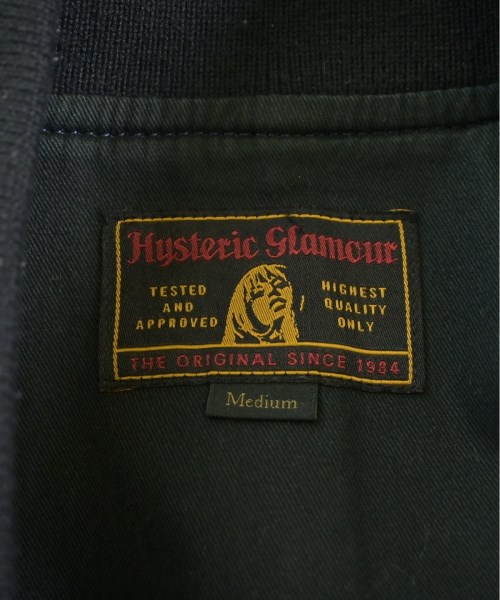 Hysteric Glamour
TESTED
AND
APPROVED
HIGHEST
QUALITY
ONLY
THE ORIGINAL SINCE 1984
Medium